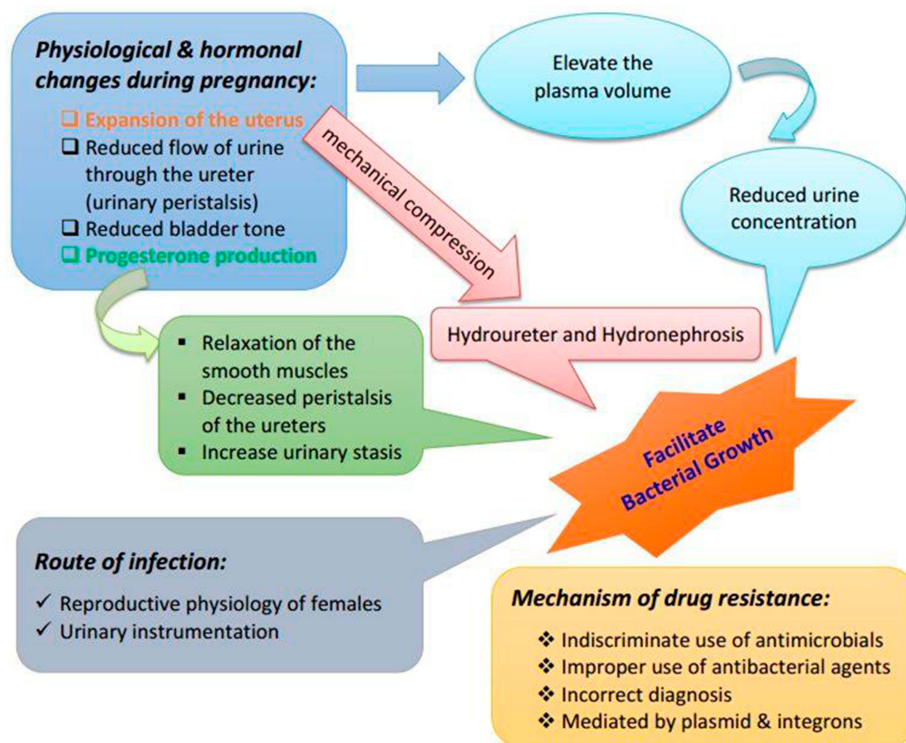 Physiological & hormonal
changes during pregnancy:
❑ Expansion of the uterus
❑ Reduced flow of urine
through the ureter
(urinary peristalsis)
❑ Reduced bladder tone
❑ Progesterone production
Elevate the
plasma volume
mechanical compression
Reduced urine
concentration
Hydroureter and Hydronephrosis
▪ Relaxation of the
smooth muscles
▪ Decreased peristalsis
of the ureters
▪ Increase urinary stasis
Facilitate
Bacterial Growth
Route of infection:
✓ Reproductive physiology of females
✓ Urinary instrumentation
Mechanism of drug resistance:
❖ Indiscriminate use of antimicrobials
❖ Improper use of antibacterial agents
❖ Incorrect diagnosis
❖ Mediated by plasmid & integrons